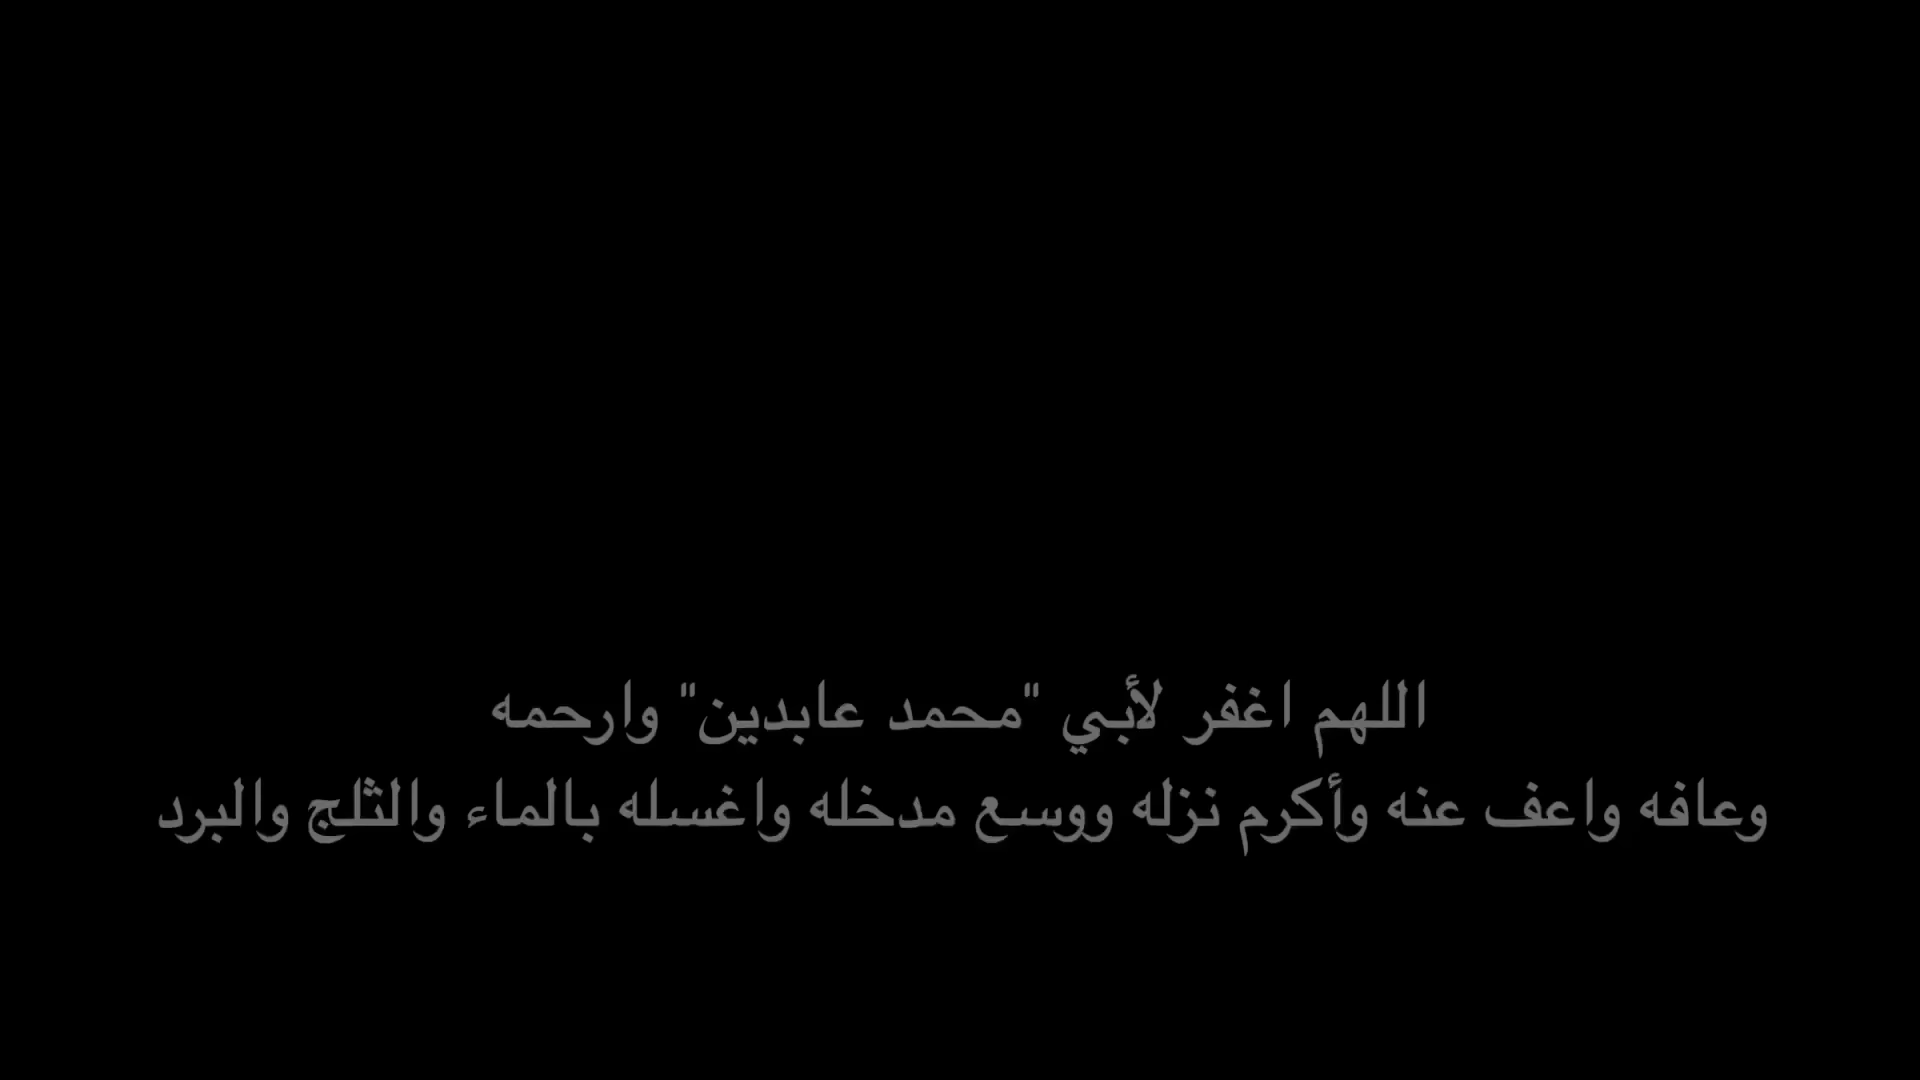 اللهم اغفر لأبي "محمد عابدين" وارحمه
وعافه واعف عنه وأكرم نزله ووسع مدخله واغسله بالماء والثلج والبرد